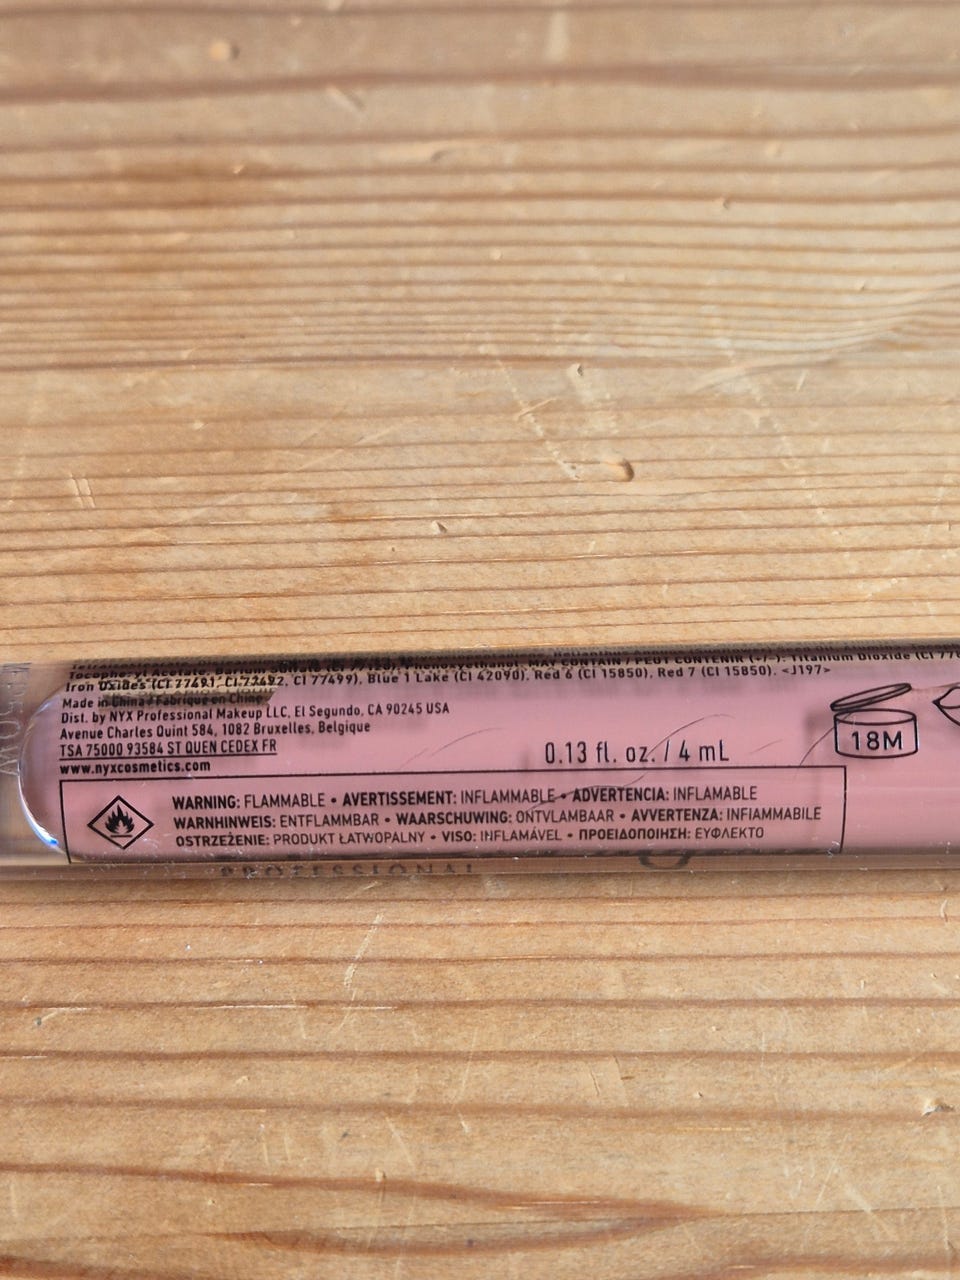 Tocopheryl Acetate, Barium Sulfate (CI 77120), Phenoxyethanol. MAY CONTAIN / PEUT CONTENIR (+/-): Titanium Dioxide (CI
Iron Oxides (CI 77491, CI 77492, CI 77499), Blue 1 Lake (CI 42090), Red 6 (CI 15850), Red 7 (CI 15850). <J197>
Made in China / Fabriqué en Chine
Dist. by NYX Professional Makeup LLC, El Segundo, CA 90245 USA
Avenue Charles Quint 584, 1082 Bruxelles, Belgique
TSA 75000 93584 ST QUEN CEDEX FR
www.nyxcosmetics.com
0.13 fl. oz. / 4 mL
18M
WARNING: FLAMMABLE • AVERTISSEMENT: INFLAMMABLE • ADVERTENCIA: INFLAMABLE
WARNHINWEIS: ENTFLAMMBAR • WAARSCHUWING: ONTVLAMBAAR • AVVERTENZA: INFIAMMABILE
OSTRZEŻENIE: PRODUKT ŁATWOPALNY • VISO: INFLAMÁVEL • ΠΡΟΕΙΔΟΠΟΙΗΣΗ: ΕΥΦΛΕΚΤΟ
PROFESSIONAL